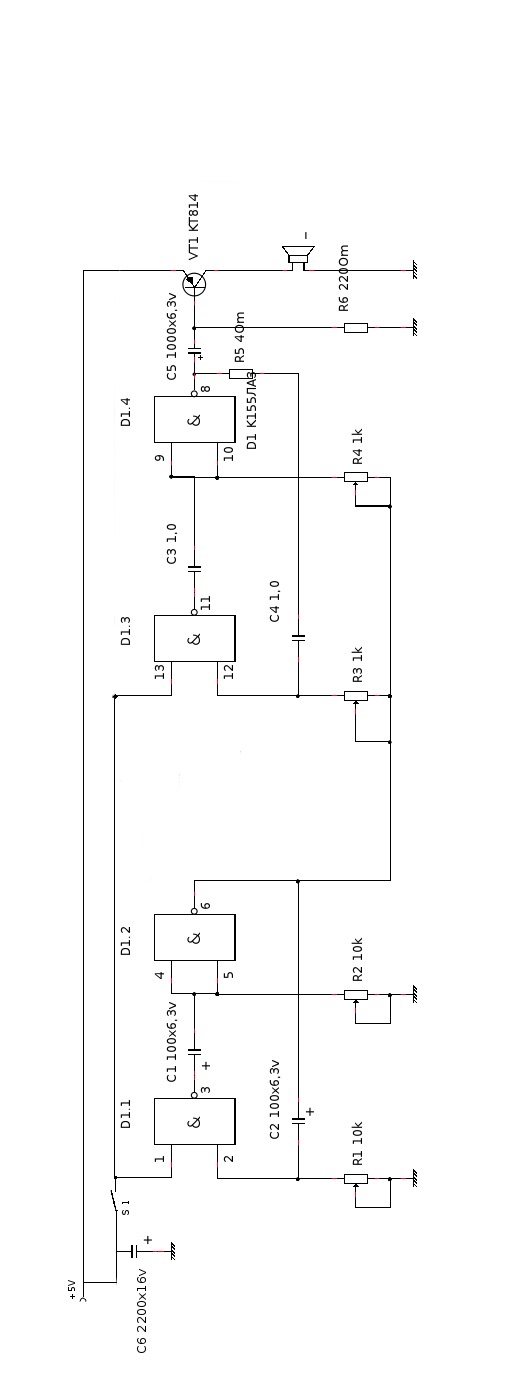 +5V
C6 2200x16v
+
S 1
D1.1
&
1
2
3
R1 10k
C1 100x6,3v
+
C2 100x6,3v
+
D1.2
&
4
5
6
R2 10k
D1.3
&
13
12
11
R3 1k
C3 1,0
C4 1,0
D1.4
&
9
10
8
R4 1k
D1 К155ЛА3
R5 4Om
C5 1000x6,3v
+
R6 220Om
VT1 KT814